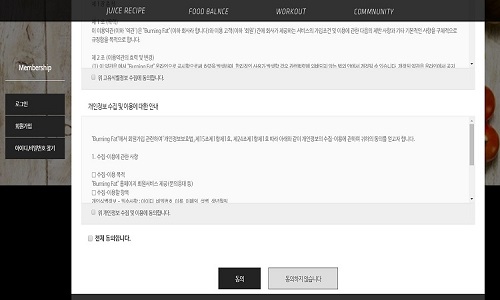 JUICE RECIPE
FOOD BALNCE
WORKOUT
COMMUNITY
Membership
로그인
회원가입
아이디,비밀번호 찾기
이 이용약관(이하 '약관')은 "Burning Fat"(이하 회사라 합니다)와 이용 고객(이하 '회원')간에 회사가 제공하는 서비스의 가입조건 및 이용에 관한 다음의 제반 사항과 기타 기본적인 사항을 구체적으로
규정함을 목적으로 합니다.
제 2 조 (이용약관의 효력 및 변경)
위 고유식별정보 수집에 동의합니다.
개인정보 수집 및 이용에 대한 안내
'Burning Fat'에서 회원가입 관련하여 '개인정보보호법, 제15조제1항제1호, 제24조제1항제1호 따라 아래와 같이 개인정보의 수집·이용에 관하여 귀하의 동의를 얻고자 합니다.
1. 수집·이용에 관한 사항
□ 수집·이용 목적
'Burning Fat' 홈페이지 회원서비스 제공(문의응대 등)
□ 수집·이용할 항목
위 개인정보 수집 및 이용에 동의합니다.
전체 동의합니다.
동의
동의하지 않습니다